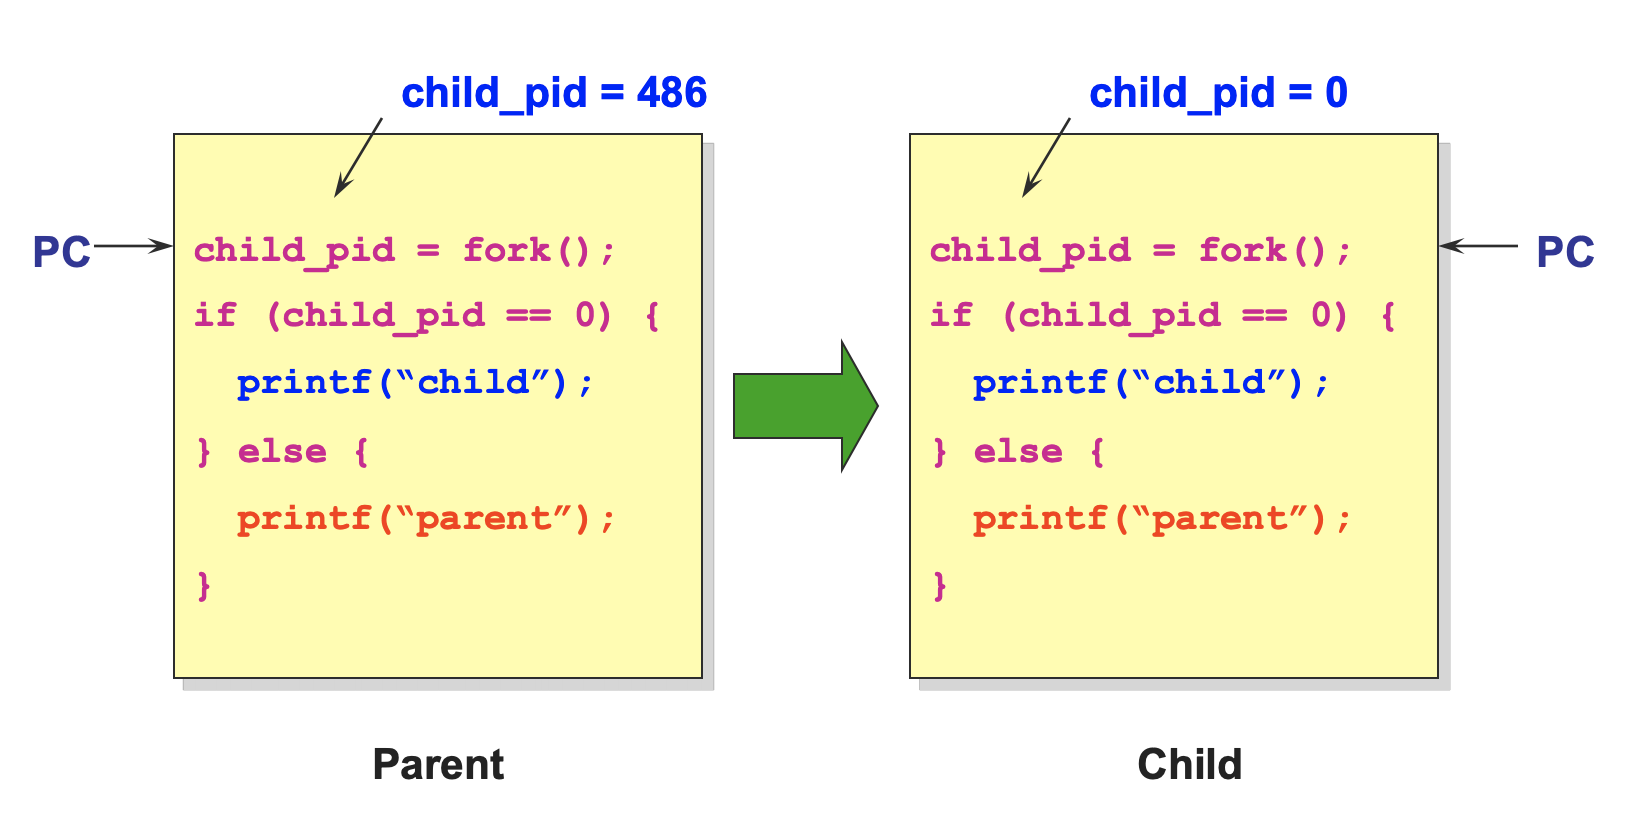 child_pid = 486
PC
child_pid = fork();
if (child_pid == 0) {
printf(“child”);
} else {
printf(“parent”);
}
Parent
child_pid = 0
PC
child_pid = fork();
if (child_pid == 0) {
printf(“child”);
} else {
printf(“parent”);
}
Child